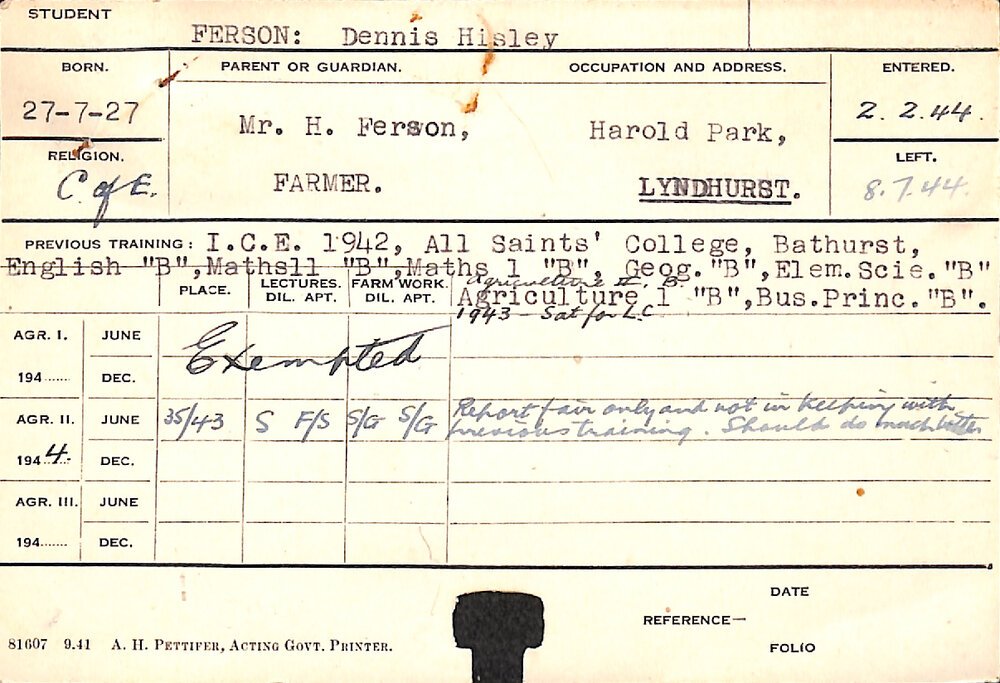 STUDENT
FERSON: Dennis Hisley
BORN. PARENT OR GUARDIAN. OCCUPATION AND ADDRESS. ENTERED.
27-7-27 Mr. H. Ferson, Harold Park, 2. 2.44.
RELIGION. LEFT.
C. of E. FARMER. LYNDHURST. 8.7.44.
PREVIOUS TRAINING: I.C.E. 1942, All Saints' College, Bathurst,
English "B",Maths11 "B",Maths 1 "B", Geog."B",Elem.Scie."B"
Agriculture II, B.
PLACE. LECTURES. DIL. APT. FARM WORK. DIL. APT. Agriculture 1 "B",Bus.Princ."B".
1943 - Sat for L.C.
AGR. I. JUNE Exempted
194...... DEC.
AGR. II. JUNE 35/43 S F/S S/G S/G Report fair only and not in keeping with
previous training. Should do much better
194 4. DEC.
AGR. III. JUNE
194....... DEC.
DATE
REFERENCE—
81607 9.41 A. H. PETTIFER, ACTING GOVT. PRINTER. FOLIO